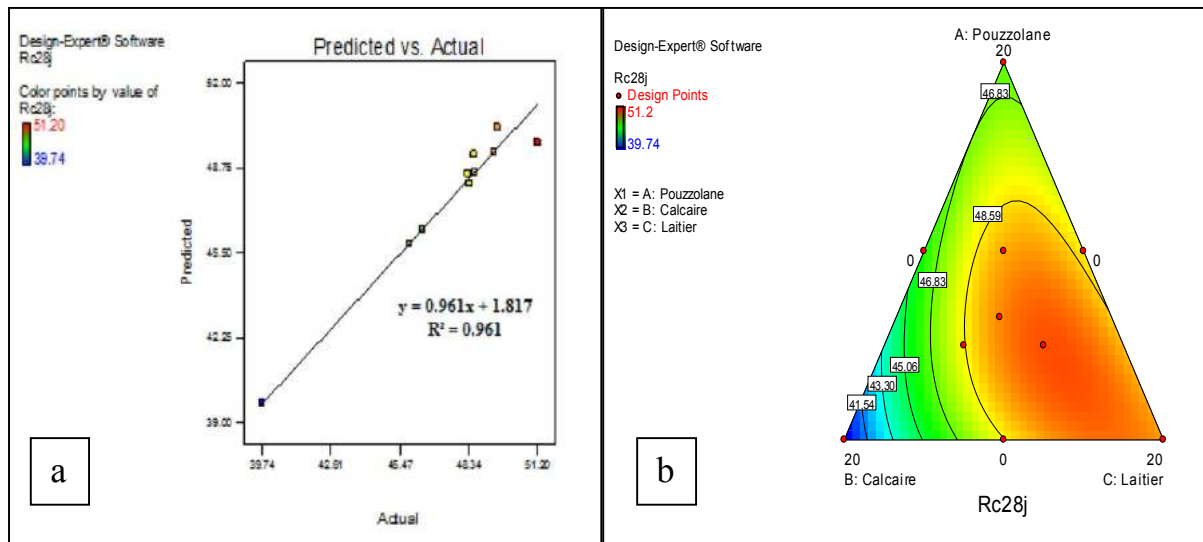 Design-Expert® Software
Rc28j
Color points by value of
Rc28j:
51.20
39.74
Predicted vs. Actual
52.00
48.75
45.50
42.25
39.00
Predicted
y = 0.961x + 1.817
R² = 0.961
39.74
42.61
45.47
48.34
51.20
Actual
a
Design-Expert® Software
Rc28j
Design Points
51.2
39.74
X1 = A: Pouzzolane
X2 = B: Calcaire
X3 = C: Laitier
A: Pouzzolane
20
46.83
48.59
0
0
46.83
45.06
43.30
41.54
20
0
20
B: Calcaire
C: Laitier
Rc28j
b